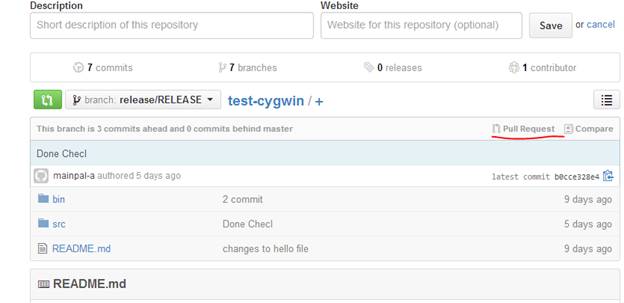 Description
Website
Short description of this repository
Website for this repository (optional)
Save
or cancel
7 commits
7 branches
0 releases
1 contributor
branch: release/RELEASE
test-cygwin / +
This branch is 3 commits ahead and 0 commits behind master
Pull Request
Compare
Done Checl
mainpal-a authored 5 days ago
latest commit b0cce328e4
bin
2 commit
9 days ago
src
Done Checl
5 days ago
README.md
changes to hello file
9 days ago
README.md